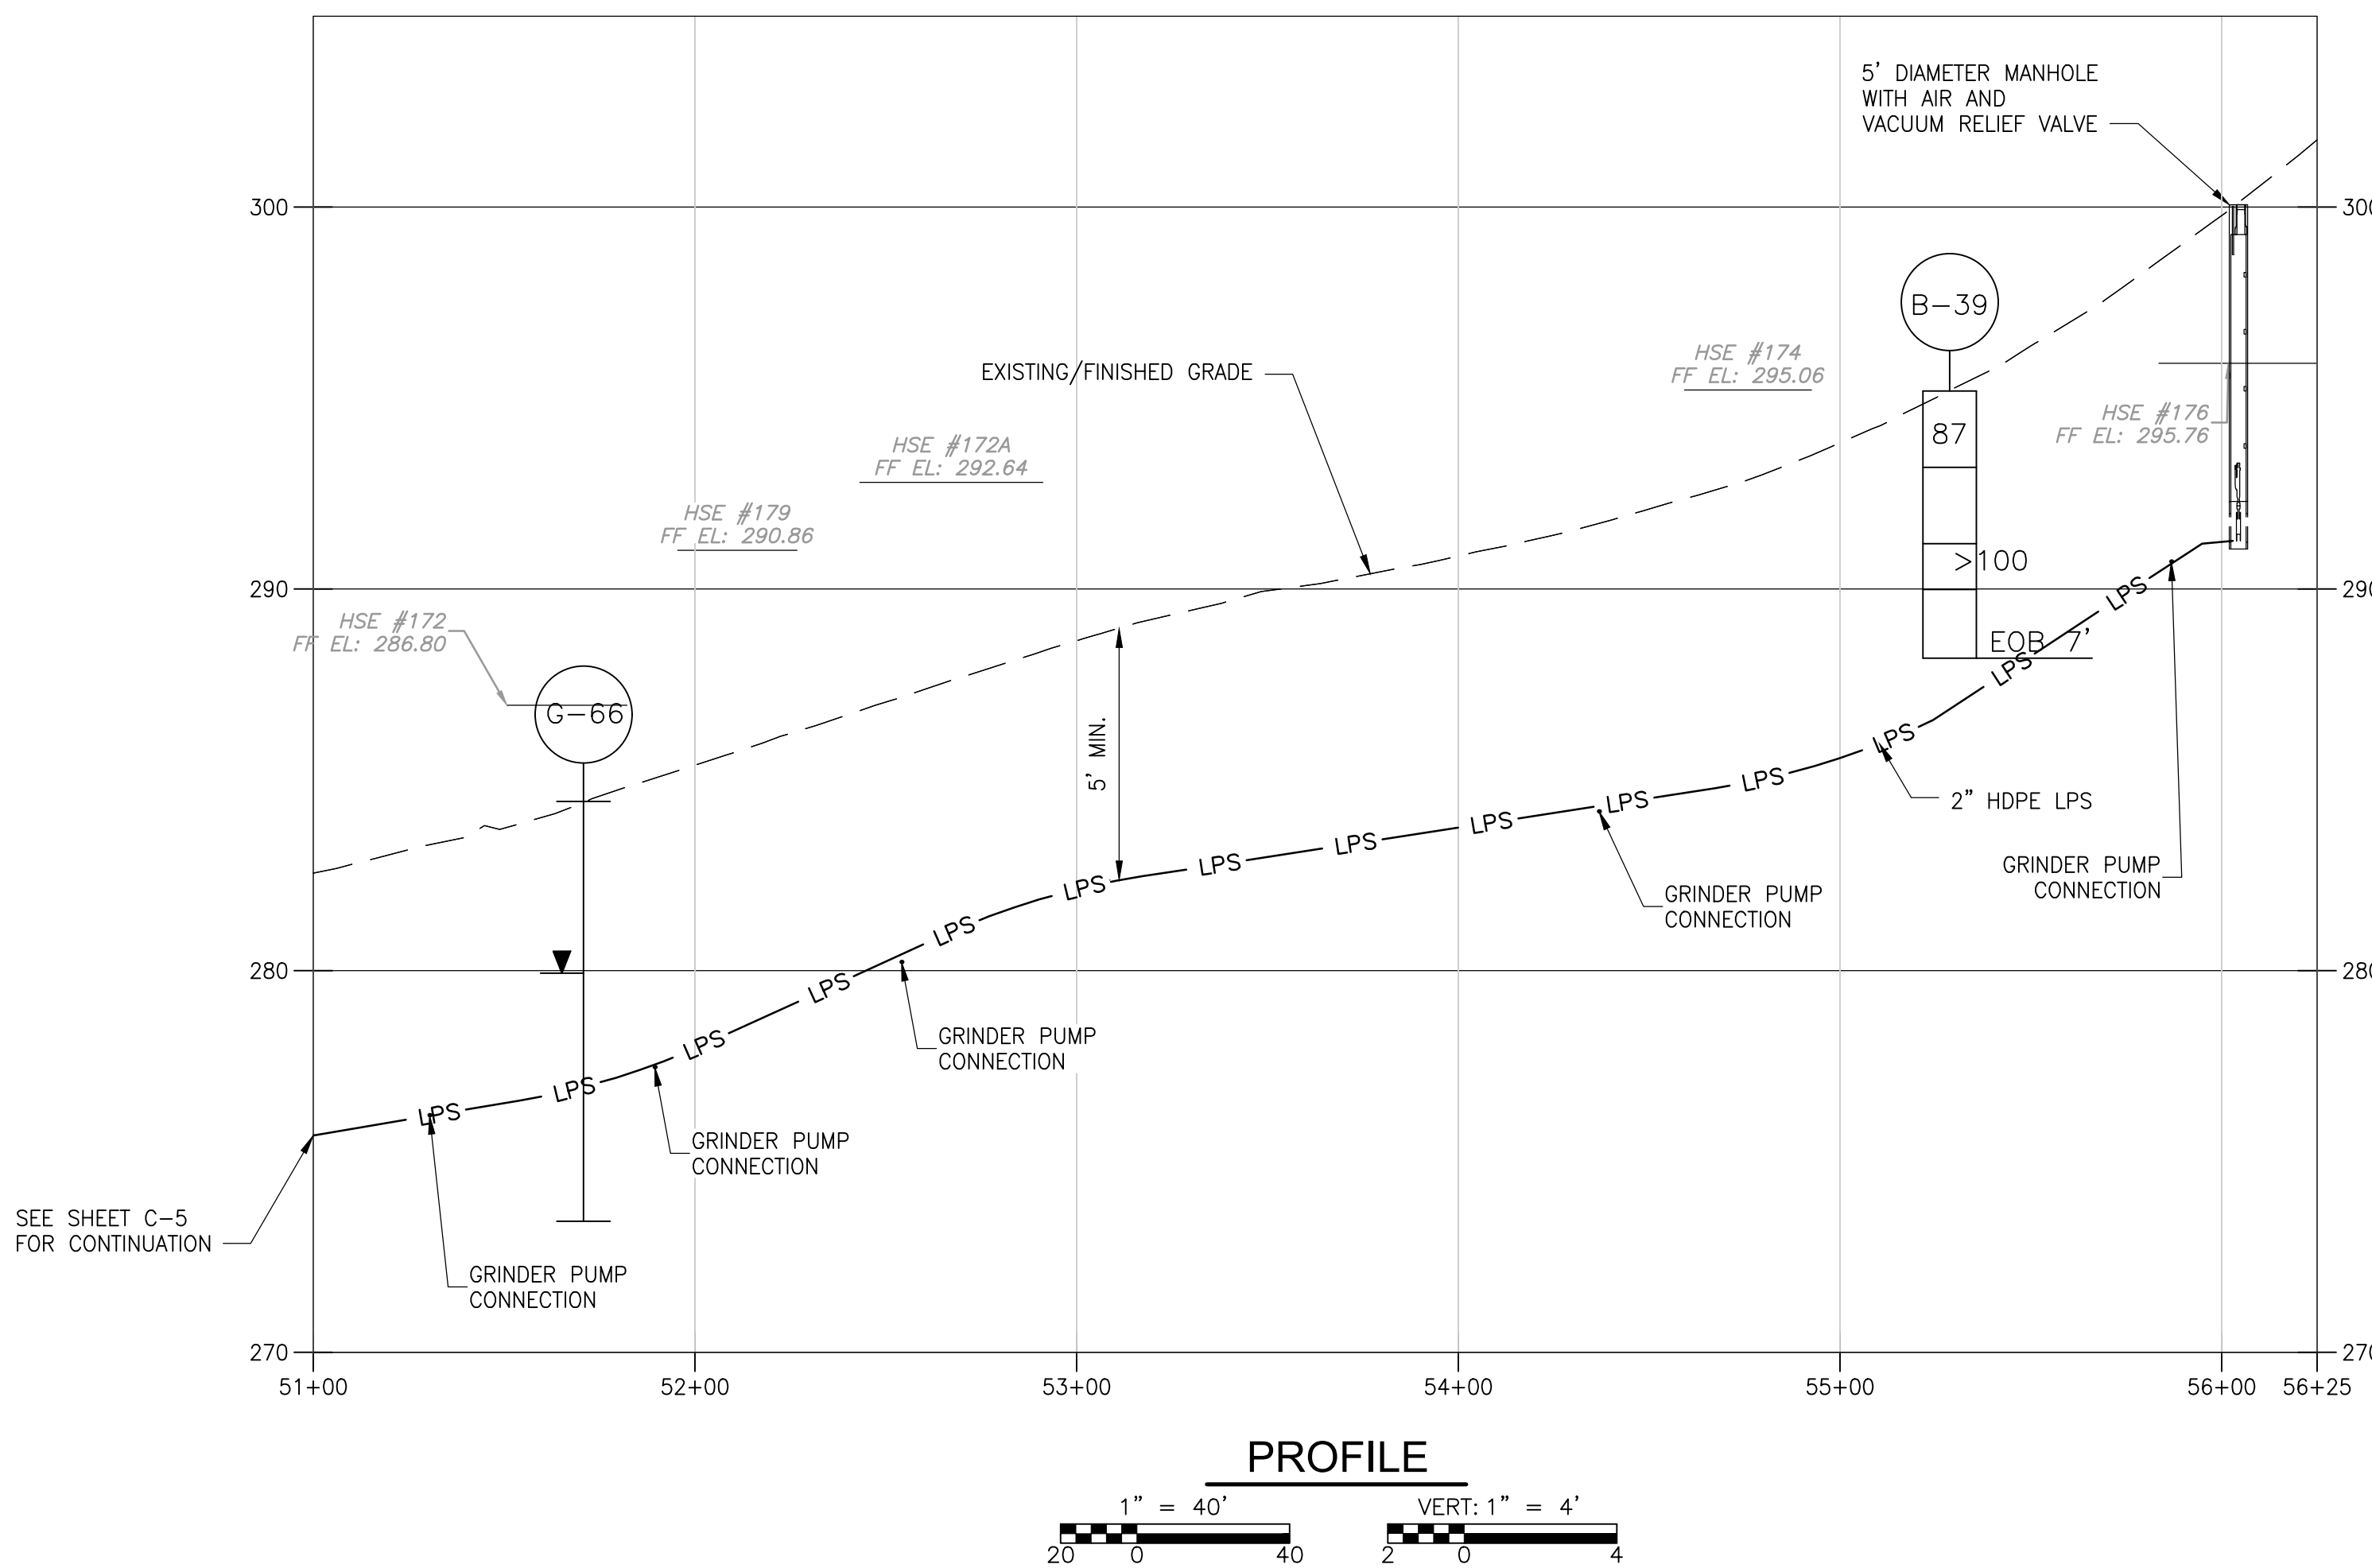 5' DIAMETER MANHOLE
WITH AIR AND
VACUUM RELIEF VALVE
300
300
B-39
HSE #174
FF EL: 295.06
EXISTING/FINISHED GRADE
HSE #176
FF EL: 295.76
87
HSE #172A
FF EL: 292.64
HSE #179
FF EL: 290.86
>100
290
290
LPS
HSE #172
FF EL: 286.80
EOB 7'
LPS
G-66
5' MIN.
LPS
LPS
2" HDPE LPS
LPS
LPS
LPS
LPS
LPS
GRINDER PUMP
CONNECTION
GRINDER PUMP
CONNECTION
LPS
280
280
LPS
LPS
GRINDER PUMP
CONNECTION
LPS
LPS
GRINDER PUMP
CONNECTION
SEE SHEET C-5
FOR CONTINUATION
GRINDER PUMP
CONNECTION
270
270
51+00 52+00 53+00 54+00 55+00 56+00 56+25
PROFILE
1" = 40' VERT: 1" = 4'
20 0 40 2 0 4